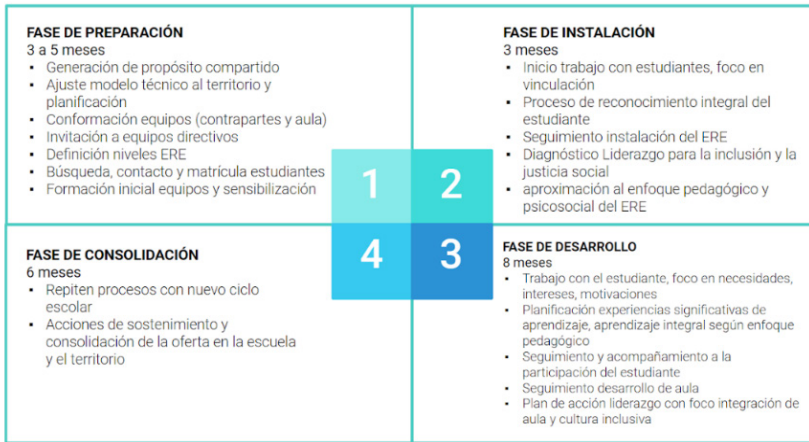 FASE DE PREPARACIÓN
3 a 5 meses
▪ Generación de propósito compartido
▪ Ajuste modelo técnico al territorio y
planificación
▪ Conformación equipos (contrapartes y aula)
▪ Invitación a equipos directivos
▪ Definición niveles ERE
▪ Búsqueda, contacto y matrícula estudiantes
▪ Formación inicial equipos y sensibilización
1
FASE DE INSTALACIÓN
3 meses
▪ Inicio trabajo con estudiantes, foco en
vinculación
▪ Proceso de reconocimiento integral del
estudiante
▪ Seguimiento instalación del ERE
▪ Diagnóstico Liderazgo para la inclusión y la
justicia social
▪ aproximación al enfoque pedagógico y
psicosocial del ERE
2
FASE DE CONSOLIDACIÓN
6 meses
▪ Repiten procesos con nuevo ciclo
escolar
▪ Acciones de sostenimiento y
consolidación de la oferta en la escuela
y el territorio
4
3
FASE DE DESARROLLO
8 meses
▪ Trabajo con el estudiante, foco en necesidades,
intereses, motivaciones
▪ Planificación experiencias significativas de
aprendizaje, aprendizaje integral según enfoque
pedagógico
▪ Seguimiento y acompañamiento a la
participación del estudiante
▪ Seguimiento desarrollo de aula
▪ Plan de acción liderazgo con foco integración de
aula y cultura inclusiva